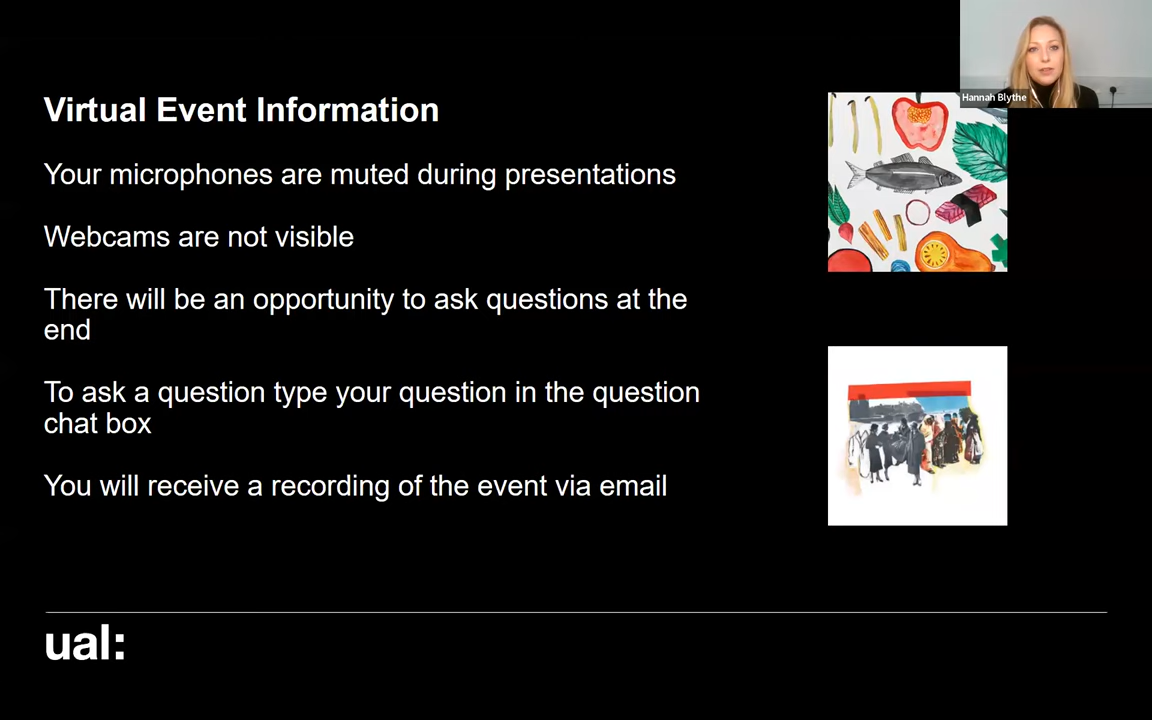 Hannah Blythe
Virtual Event Information
Your microphones are muted during presentations
Webcams are not visible
There will be an opportunity to ask questions at the
end
To ask a question type your question in the question
chat box
You will receive a recording of the event via email
ual: